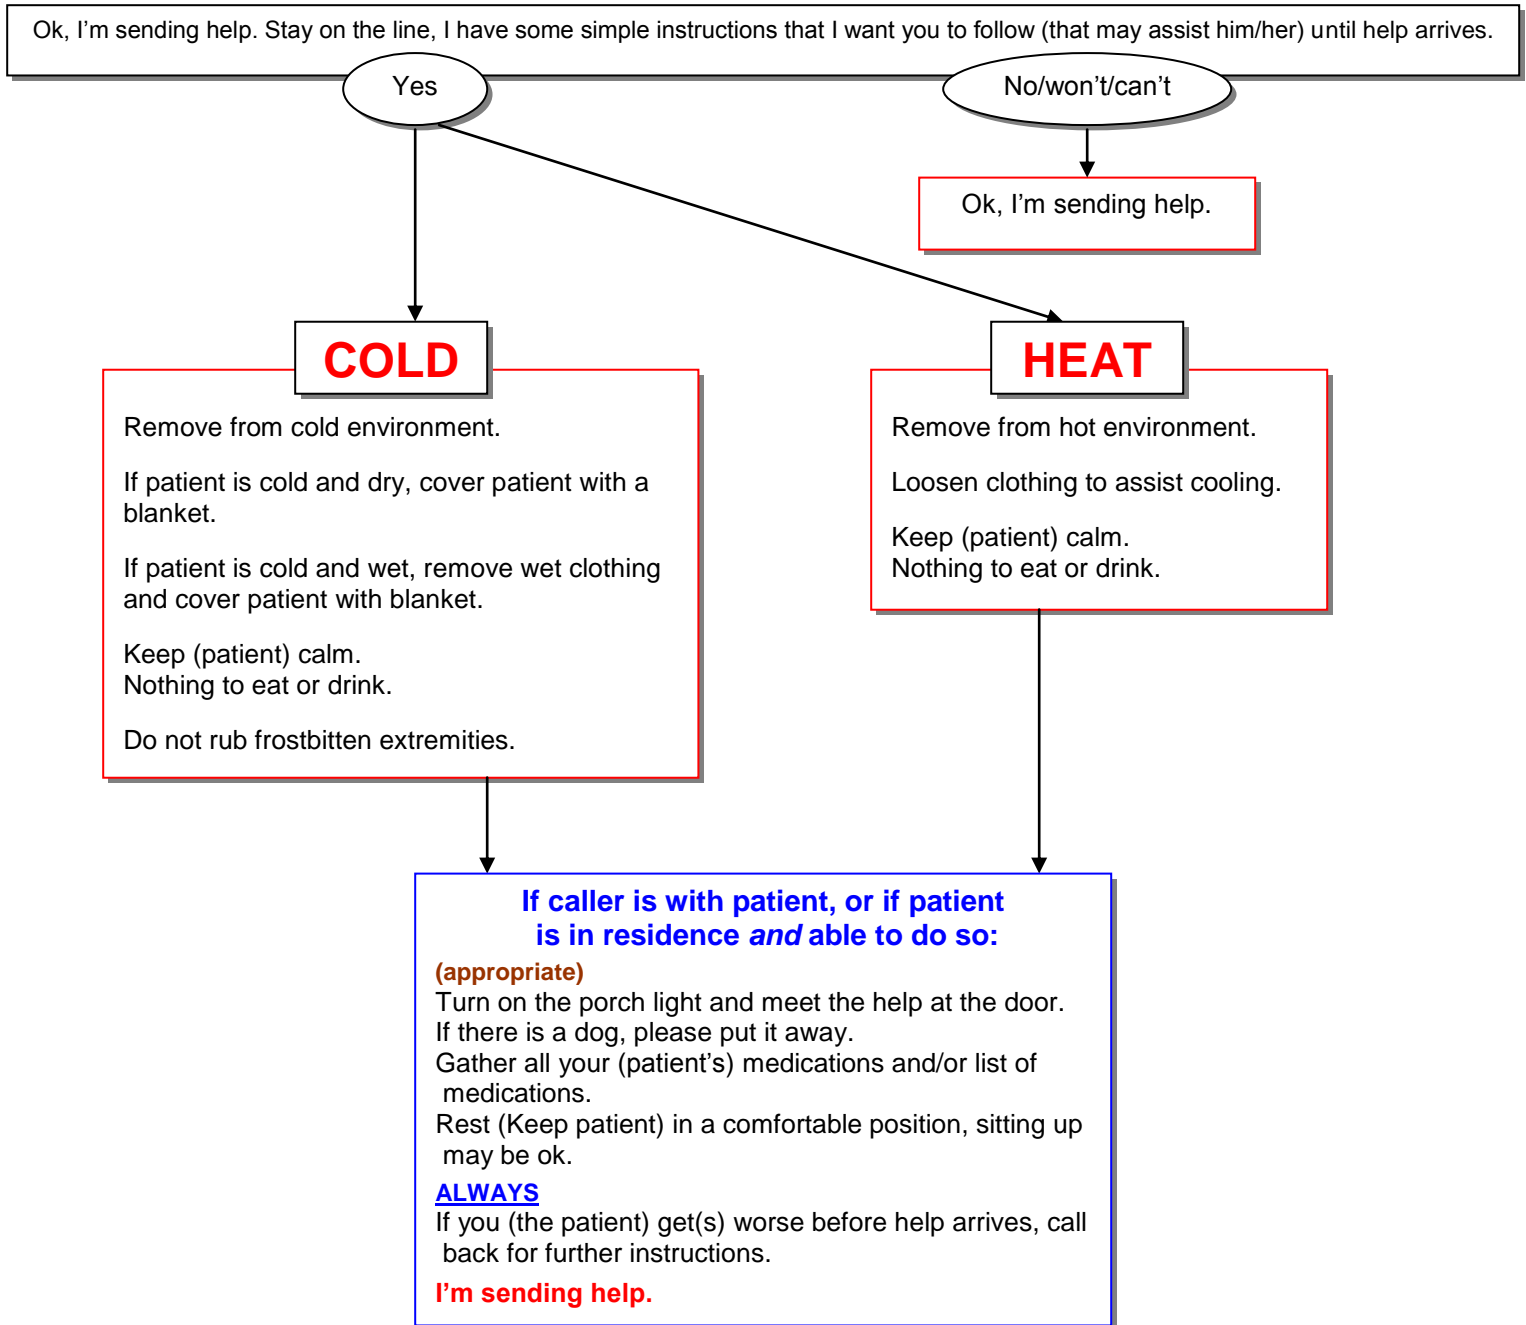 Ok, I’m sending help. Stay on the line, I have some simple instructions that I want you to follow (that may assist him/her) until help arrives.
Yes
No/won’t/can’t
Ok, I’m sending help.
COLD
Remove from cold environment.
If patient is cold and dry, cover patient with a
blanket.
If patient is cold and wet, remove wet clothing
and cover patient with blanket.
Keep (patient) calm.
Nothing to eat or drink.
Do not rub frostbitten extremities.
HEAT
Remove from hot environment.
Loosen clothing to assist cooling.
Keep (patient) calm.
Nothing to eat or drink.
If caller is with patient, or if patient
is in residence and able to do so:
(appropriate)
Turn on the porch light and meet the help at the door.
If there is a dog, please put it away.
Gather all your (patient’s) medications and/or list of
medications.
Rest (Keep patient) in a comfortable position, sitting up
may be ok.
ALWAYS
If you (the patient) get(s) worse before help arrives, call
back for further instructions.
I’m sending help.